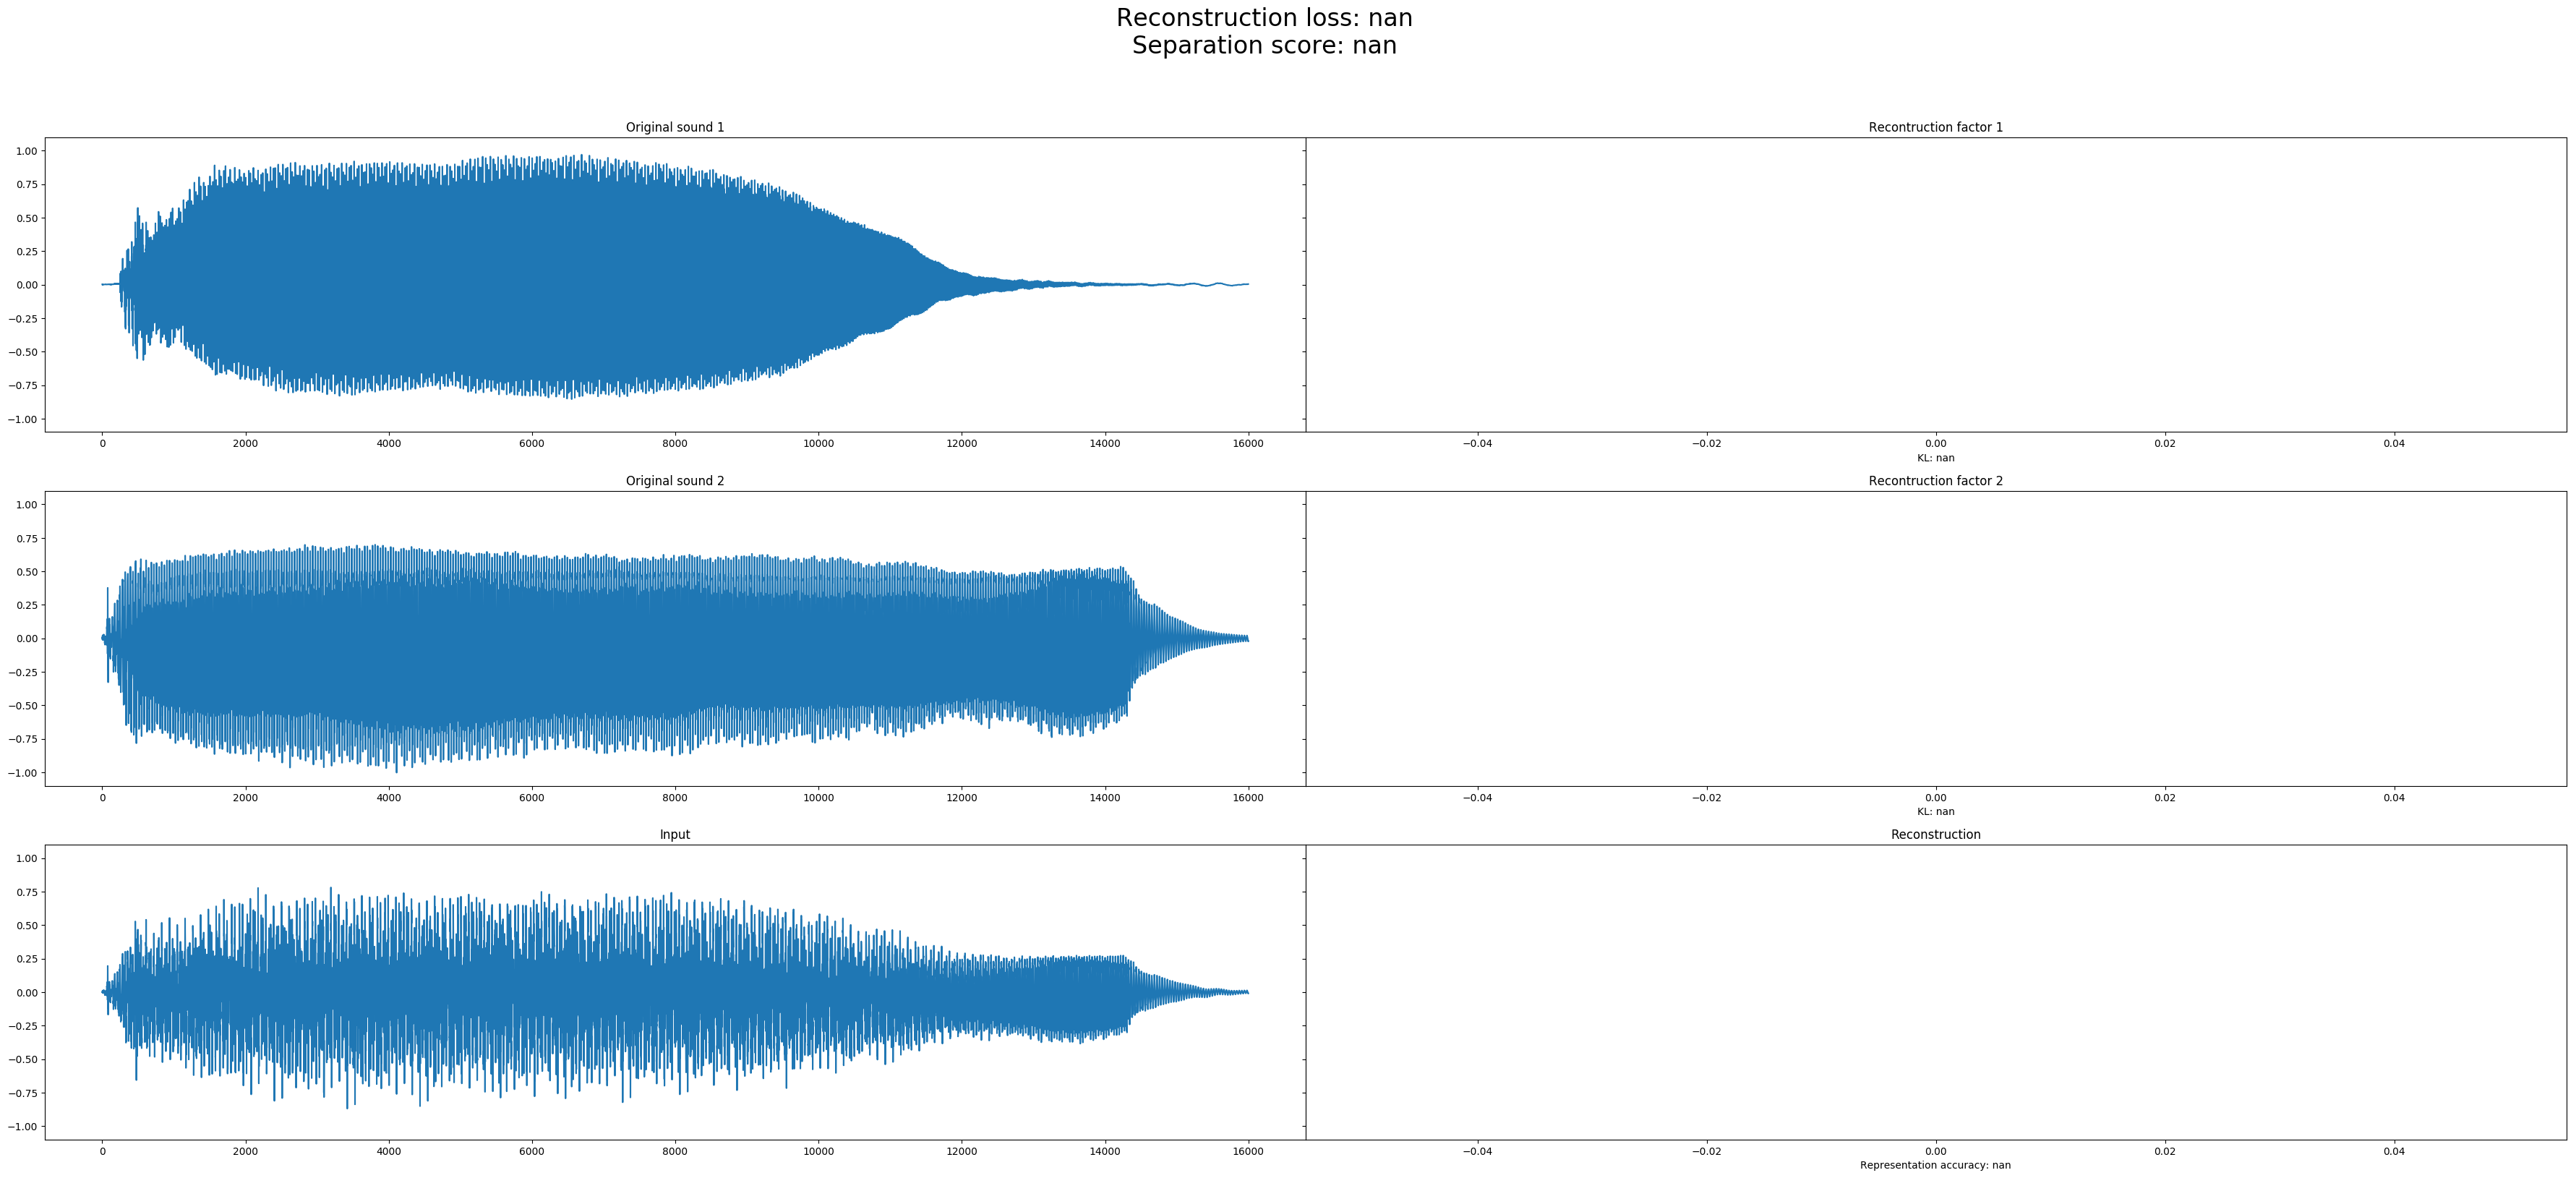 Reconstruction loss: nan
Separation score: nan
Original sound 1
Recontruction factor 1
1.00
0.75
0.50
0.25
0.00
−0.25
−0.50
−0.75
−1.00
0 2000 4000 6000 8000 10000 12000 14000 16000
−0.04 −0.02 0.00 0.02 0.04
KL: nan
Original sound 2
Recontruction factor 2
1.00
0.75
0.50
0.25
0.00
−0.25
−0.50
−0.75
−1.00
0 2000 4000 6000 8000 10000 12000 14000 16000
−0.04 −0.02 0.00 0.02 0.04
KL: nan
Input
Reconstruction
1.00
0.75
0.50
0.25
0.00
−0.25
−0.50
−0.75
−1.00
0 2000 4000 6000 8000 10000 12000 14000 16000
−0.04 −0.02 0.00 0.02 0.04
Representation accuracy: nan